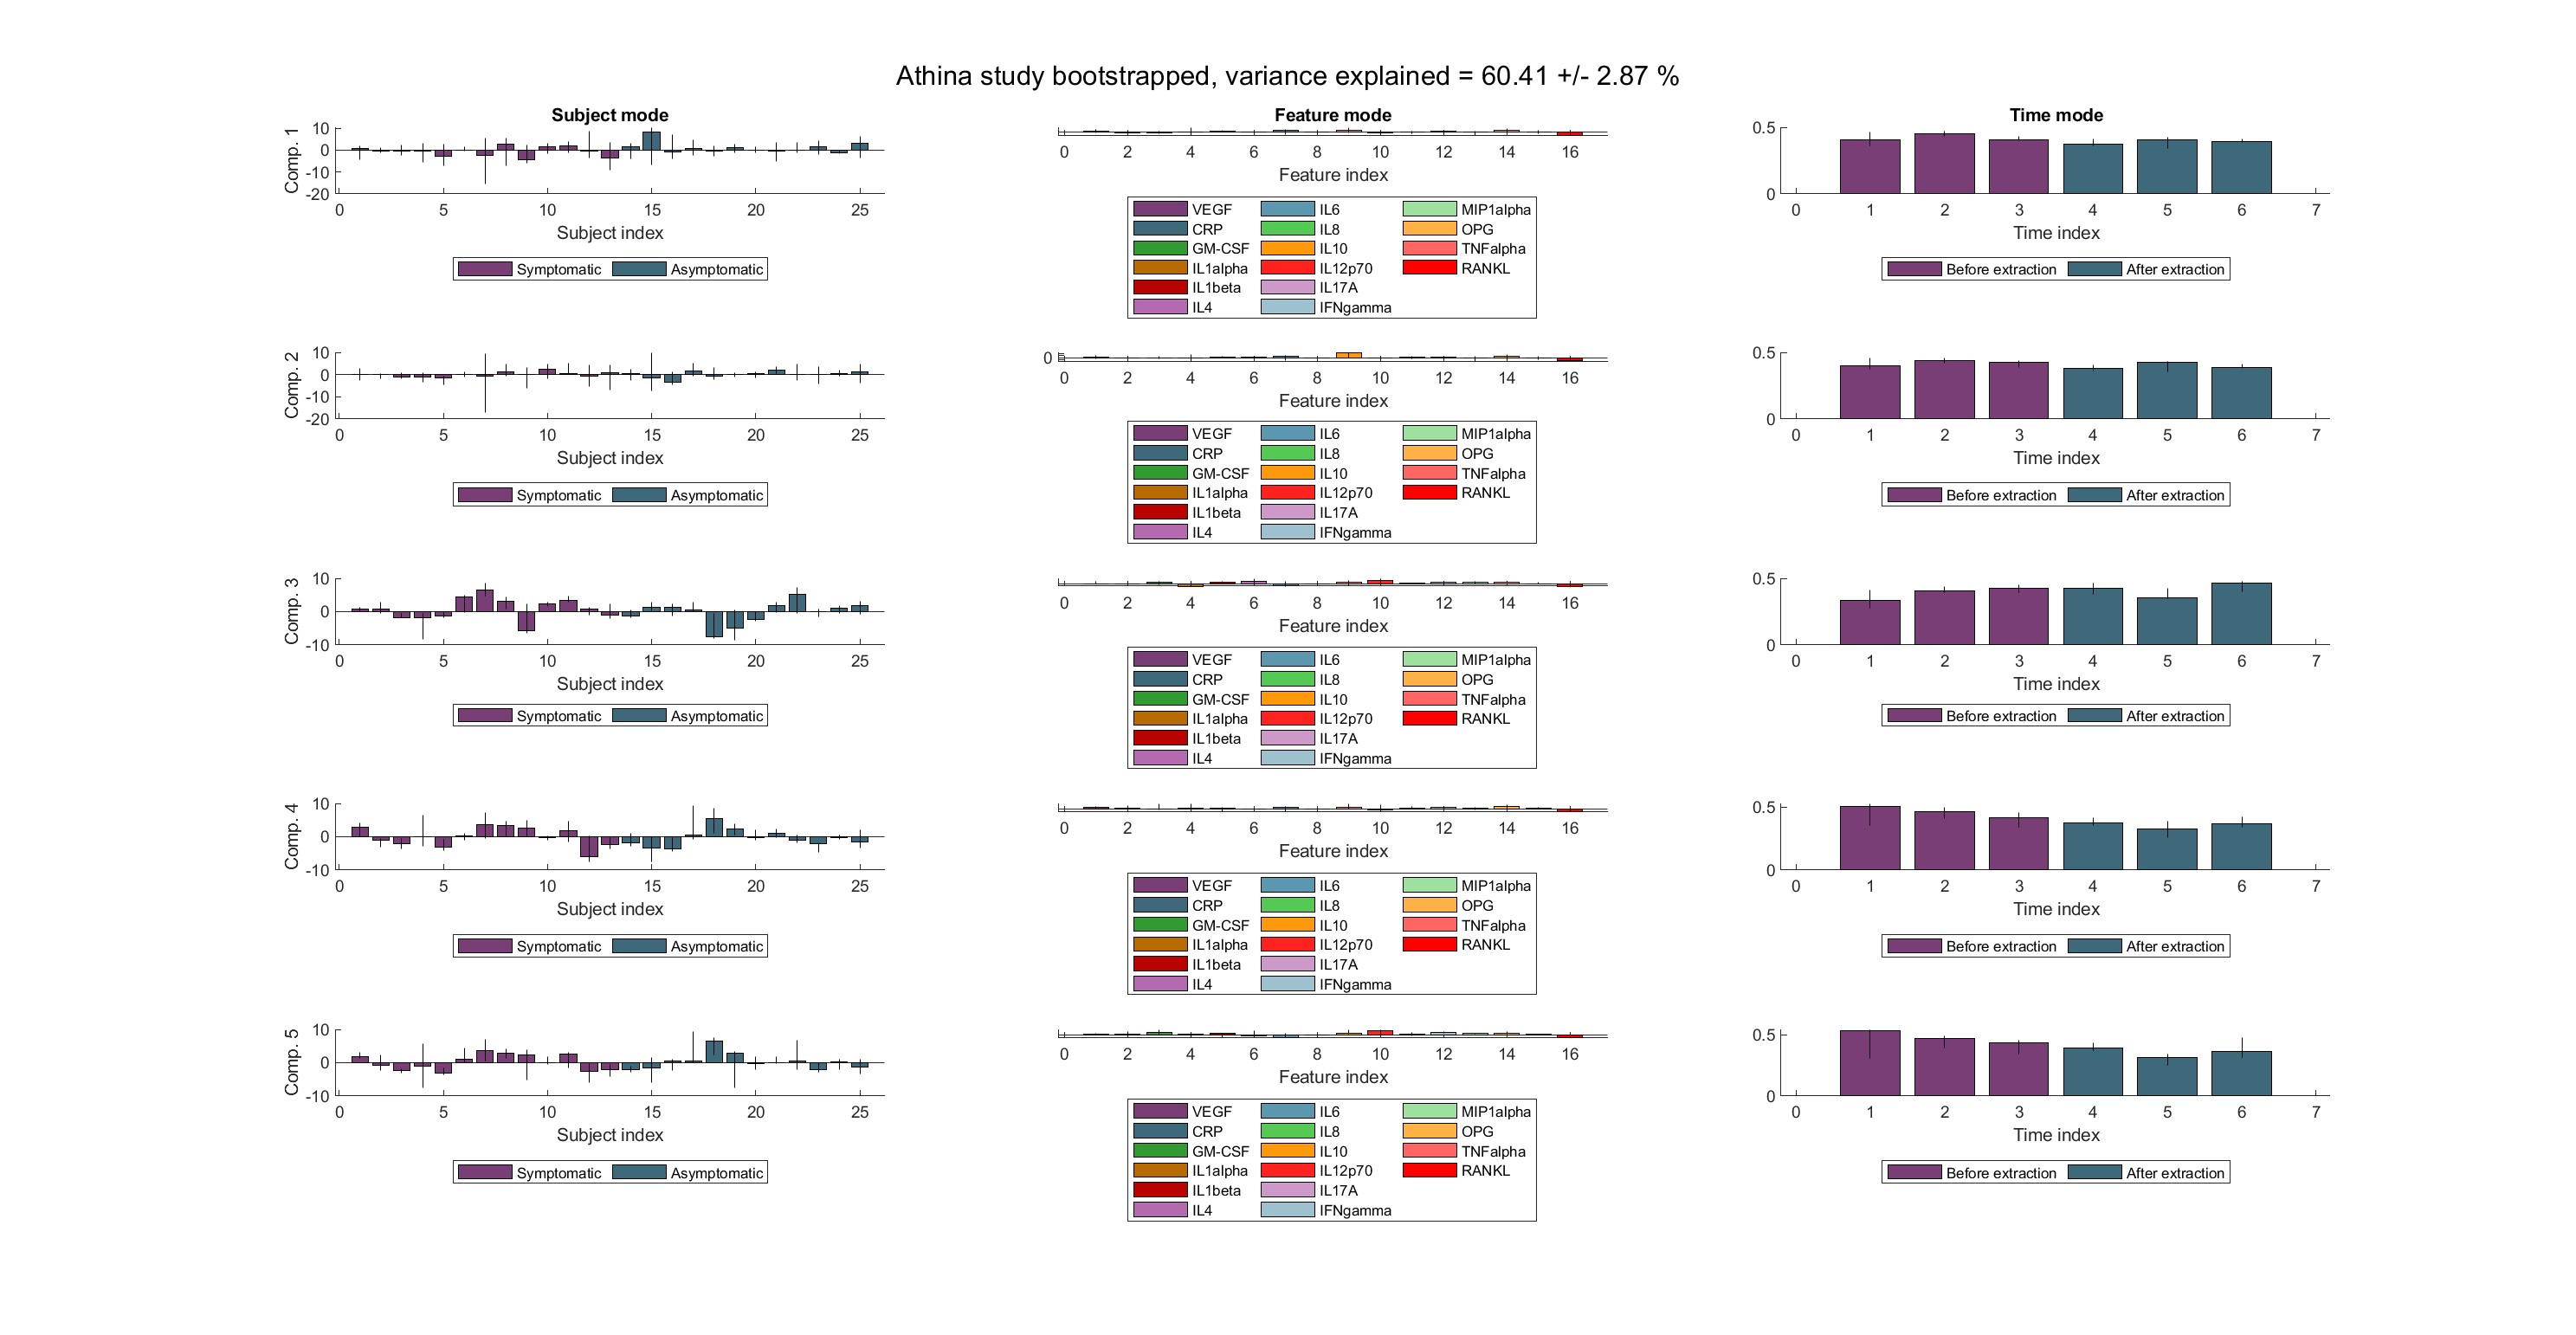 Athina study bootstrapped, variance explained = 60.41 +/- 2.87 %
Subject mode
Feature mode
Time mode
Comp. 1
10
0
-10
-20
0 5 10 15 20 25
Subject index
Symptomatic Asymptomatic
0 2 4 6 8 10 12 14 16
Feature index
VEGF IL6 MIP1alpha
CRP IL8 OPG
GM-CSF IL10 TNFalpha
IL1alpha IL12p70 RANKL
IL1beta IL17A
IL4 IFNgamma
0.5
0
0 1 2 3 4 5 6 7
Time index
Before extraction After extraction
Comp. 2
10
0
-10
-20
0 5 10 15 20 25
Subject index
Symptomatic Asymptomatic
0
0 2 4 6 8 10 12 14 16
Feature index
VEGF IL6 MIP1alpha
CRP IL8 OPG
GM-CSF IL10 TNFalpha
IL1alpha IL12p70 RANKL
IL1beta IL17A
IL4 IFNgamma
0.5
0
0 1 2 3 4 5 6 7
Time index
Before extraction After extraction
Comp. 3
10
0
-10
0 5 10 15 20 25
Subject index
Symptomatic Asymptomatic
0 2 4 6 8 10 12 14 16
Feature index
VEGF IL6 MIP1alpha
CRP IL8 OPG
GM-CSF IL10 TNFalpha
IL1alpha IL12p70 RANKL
IL1beta IL17A
IL4 IFNgamma
0.5
0
0 1 2 3 4 5 6 7
Time index
Before extraction After extraction
Comp. 4
10
0
-10
0 5 10 15 20 25
Subject index
Symptomatic Asymptomatic
0 2 4 6 8 10 12 14 16
Feature index
VEGF IL6 MIP1alpha
CRP IL8 OPG
GM-CSF IL10 TNFalpha
IL1alpha IL12p70 RANKL
IL1beta IL17A
IL4 IFNgamma
0.5
0
0 1 2 3 4 5 6 7
Time index
Before extraction After extraction
Comp. 5
10
0
-10
0 5 10 15 20 25
Subject index
Symptomatic Asymptomatic
0 2 4 6 8 10 12 14 16
Feature index
VEGF IL6 MIP1alpha
CRP IL8 OPG
GM-CSF IL10 TNFalpha
IL1alpha IL12p70 RANKL
IL1beta IL17A
IL4 IFNgamma
0.5
0
0 1 2 3 4 5 6 7
Time index
Before extraction After extraction